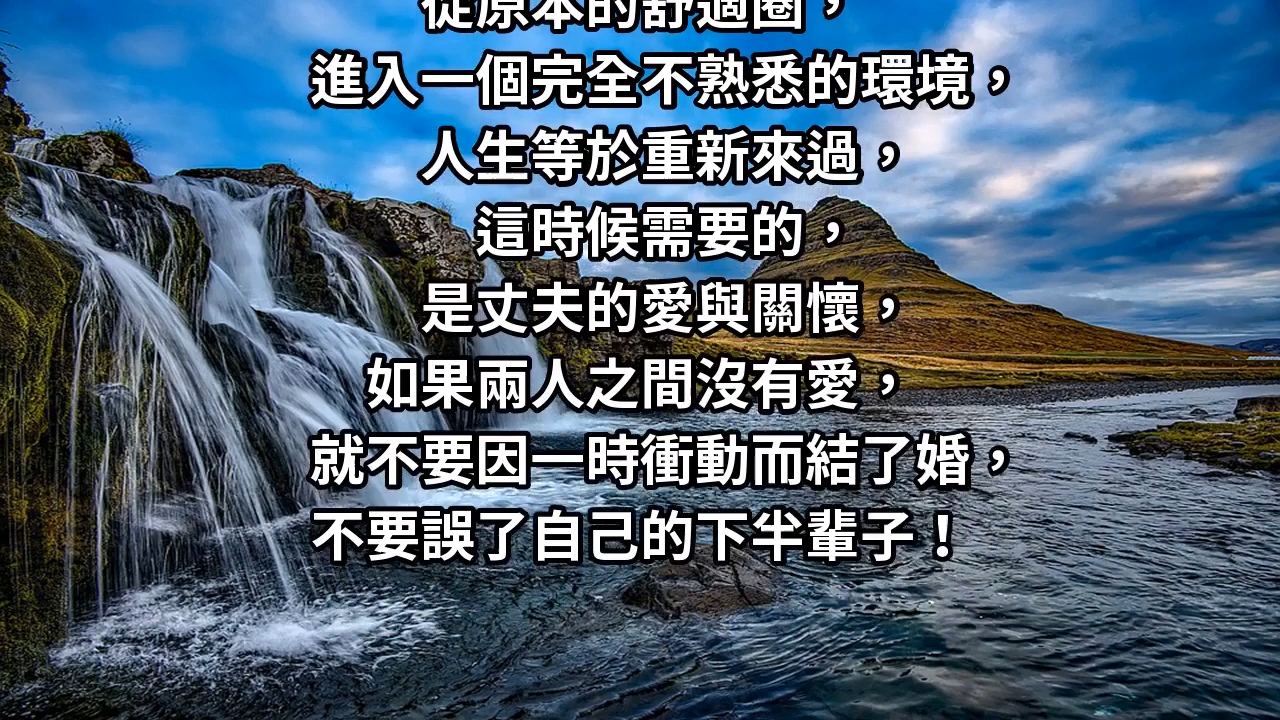 從原本的舒適圈，
進入一個完全不熟悉的環境，
人生等於重新來過，
這時候需要的，
是丈夫的愛與關懷，
如果兩人之間沒有愛，
就不要因一時衝動而結了婚，
不要誤了自己的下半輩子！